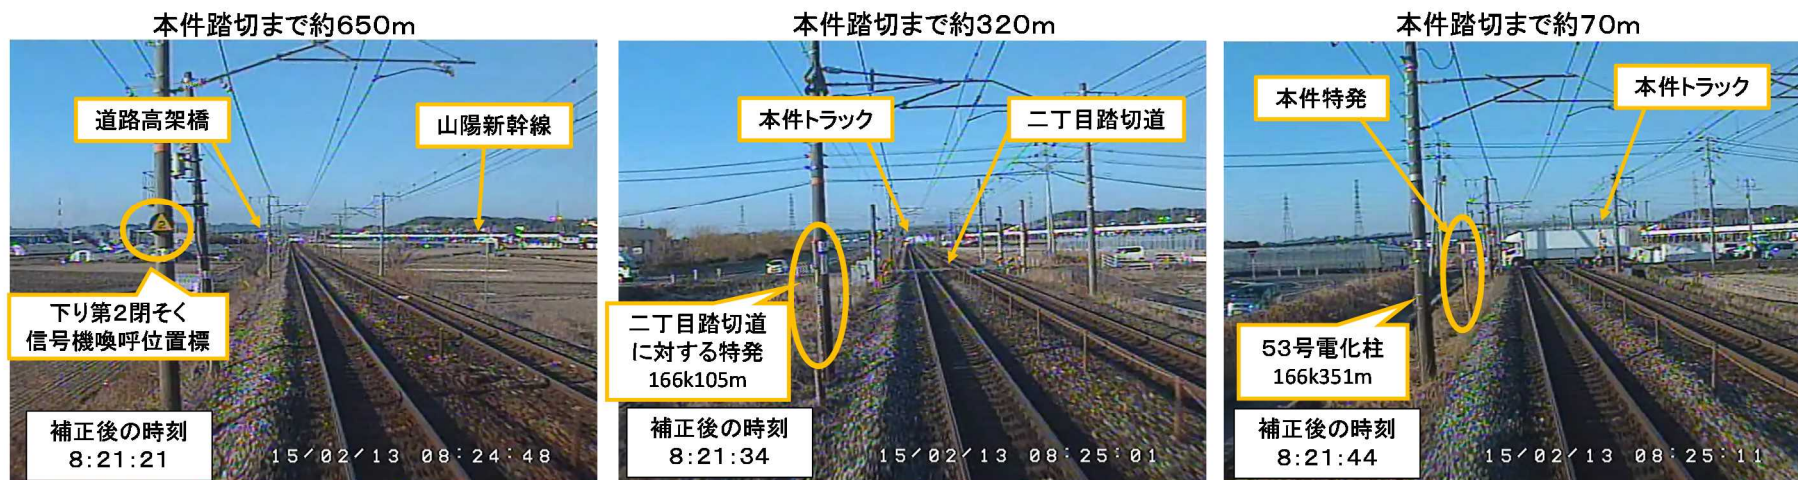 本件踏切まで約650m
道路高架橋
山陽新幹線
2
下り第2閉そく
信号機喚呼位置標
補正後の時刻
8:21:21
15/02/13 08:24:48
本件踏切まで約320m
本件トラック
二丁目踏切道
二丁目踏切道
に対する特発
166k105m
補正後の時刻
8:21:34
15/02/13 08:25:01
本件踏切まで約70m
本件特発
本件トラック
53号電化柱
166k351m
補正後の時刻
8:21:44
15/02/13 08:25:11